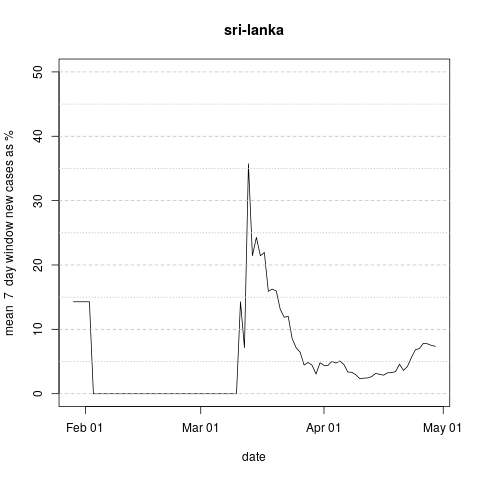 sri-lanka
mean 7 day window new cases as %
50
40
30
20
10
0
Feb 01
Mar 01
Apr 01
May 01
date